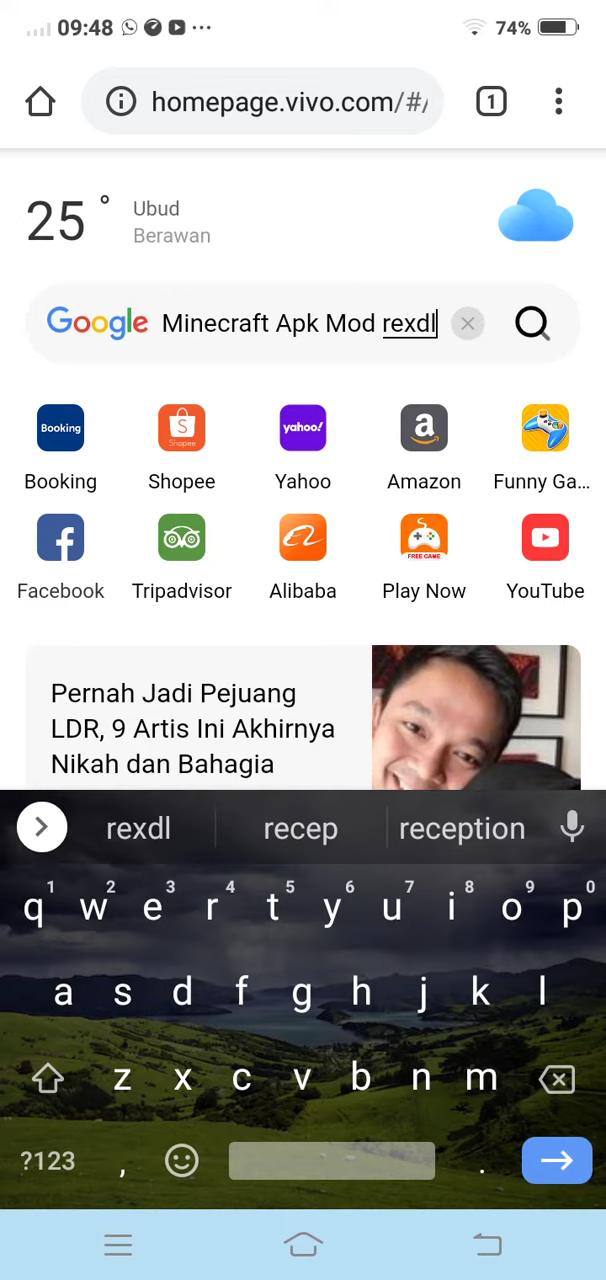 09:48
74%
homepage.vivo.com/#/
1
25°
Ubud
Berawan
Google Minecraft Apk Mod rexdl
Booking
Shopee
yahoo!
a
Booking Shopee Yahoo Amazon Funny Ga...
f
FREE GAME
Facebook Tripadvisor Alibaba Play Now YouTube
Pernah Jadi Pejuang
LDR, 9 Artis Ini Akhirnya
Nikah dan Bahagia
rexdl recep reception
1 2 3 4 5 6 7 8 9 0
q w e r t y u i o p
a s d f g h j k l
z x c v b n m
?123 , .